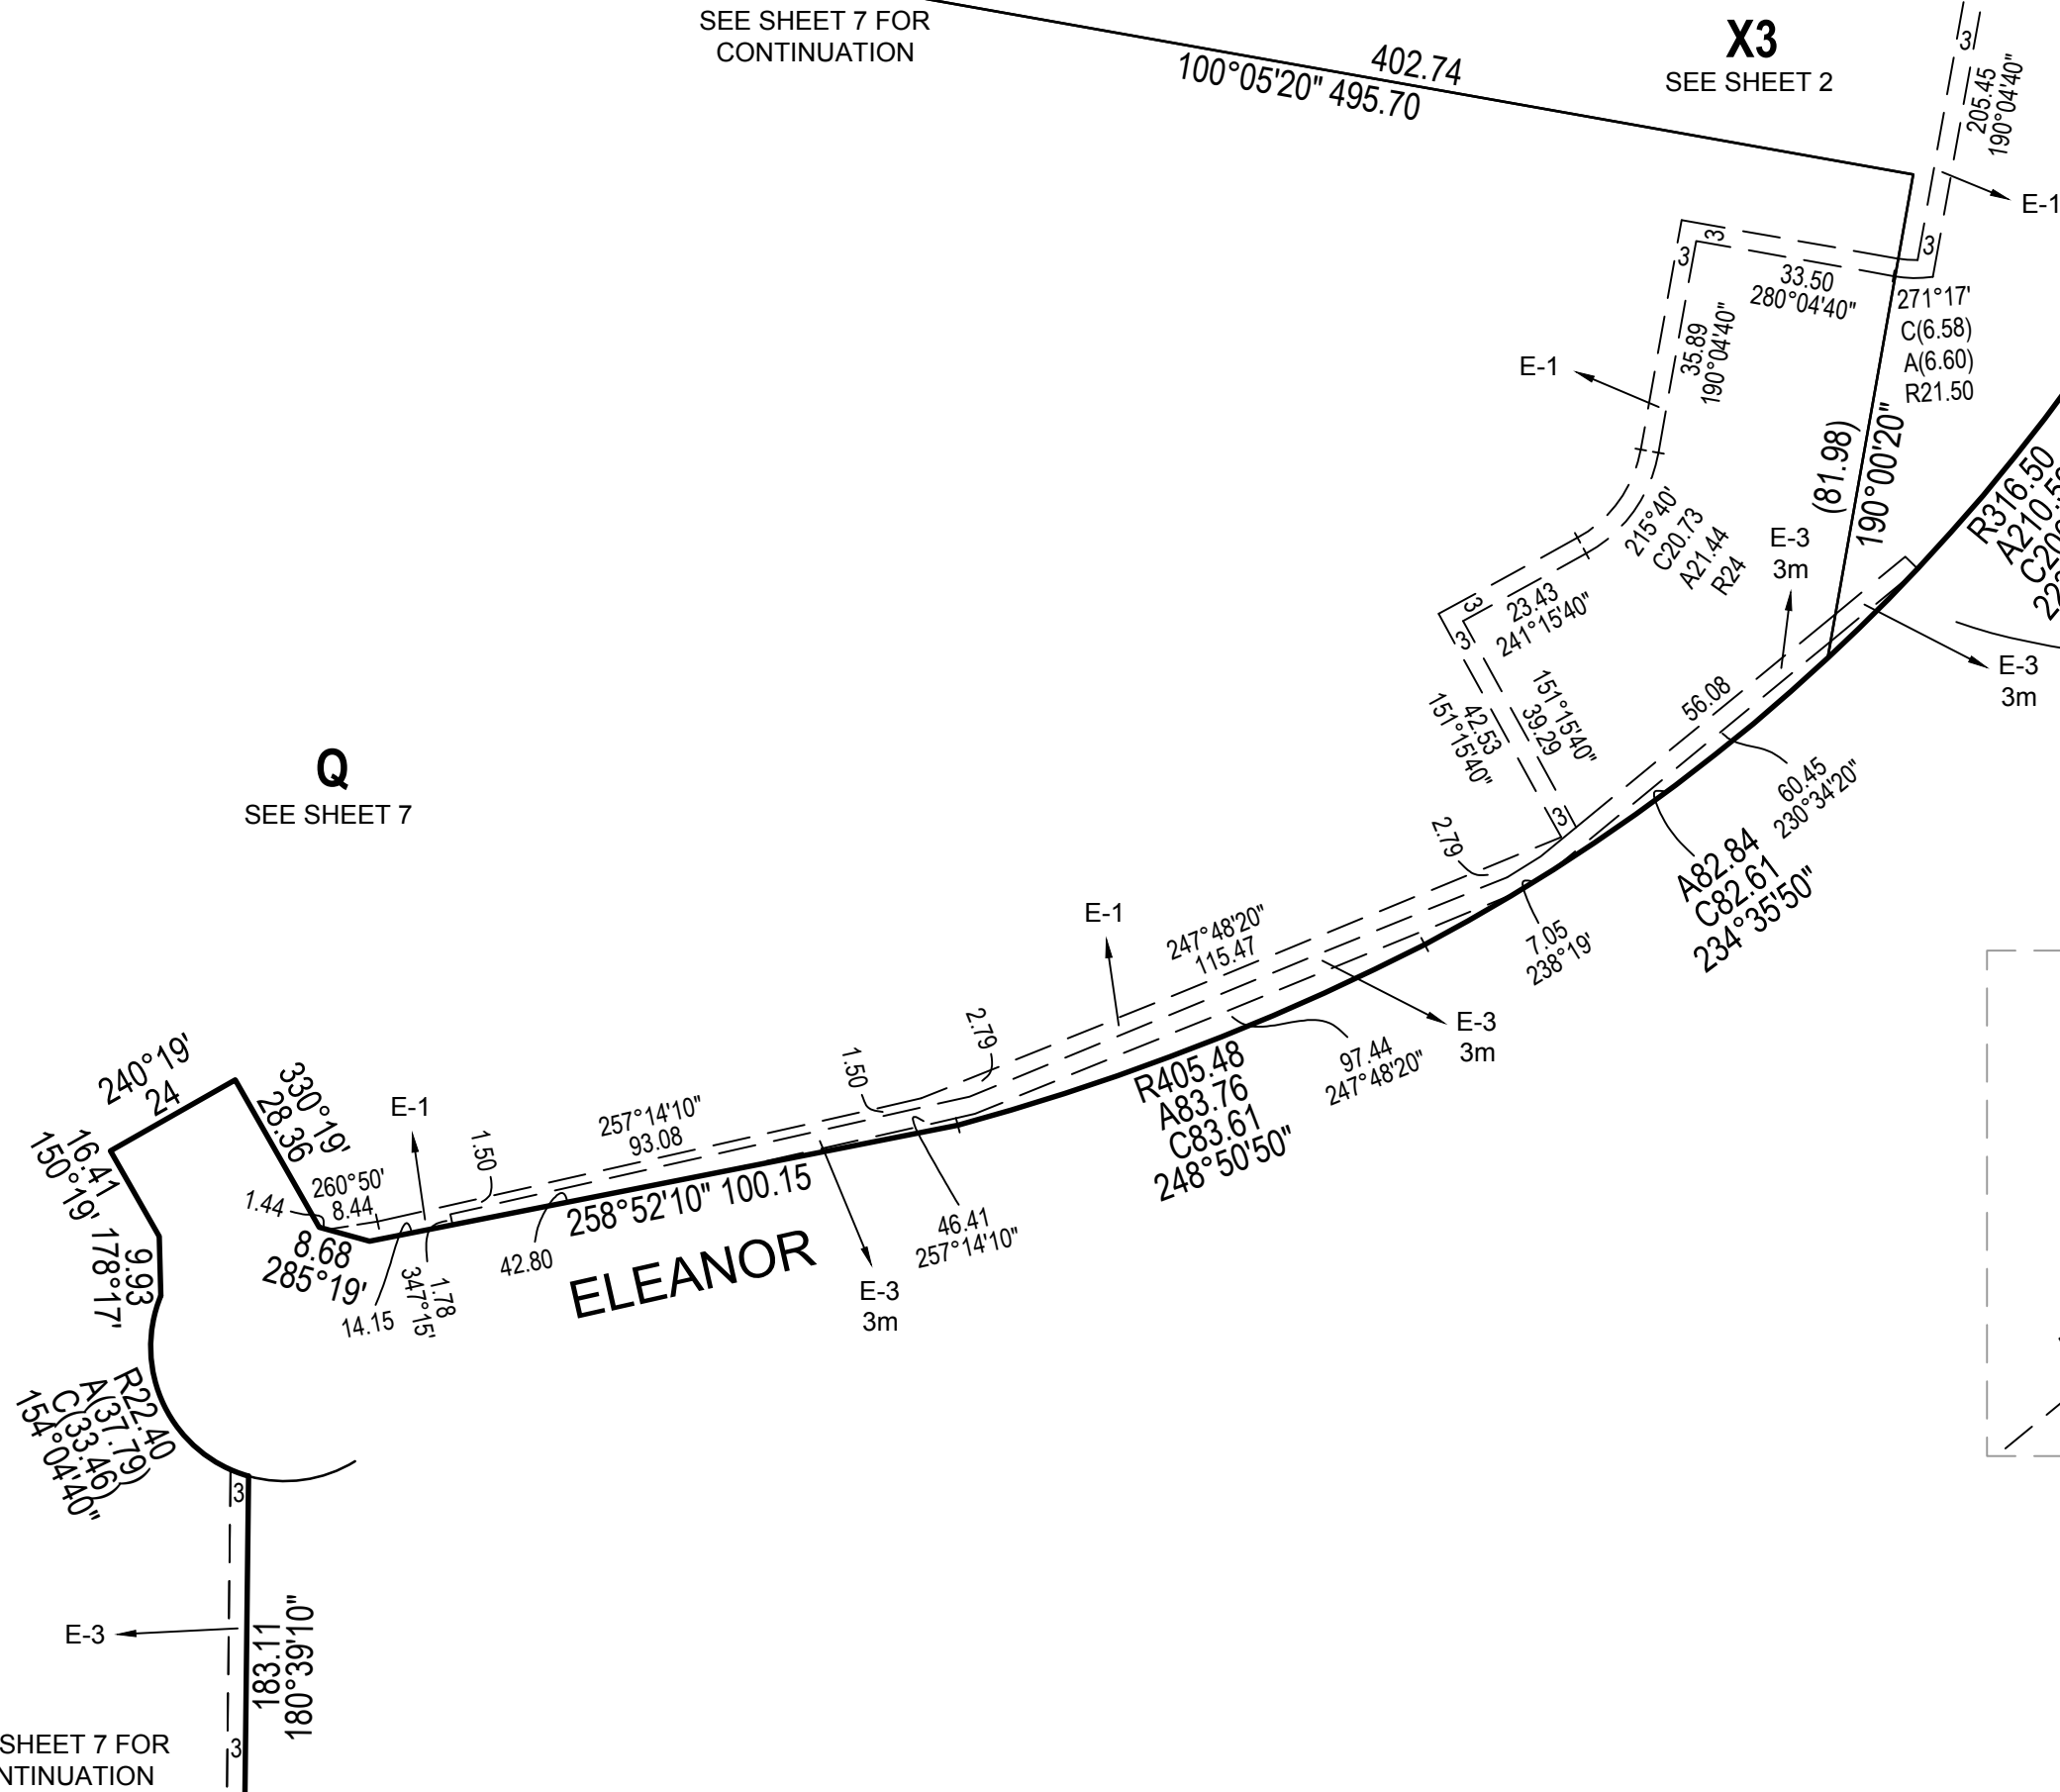 SEE SHEET 7 FOR
CONTINUATION
402.74
100°05'20" 495.70
X3
SEE SHEET 2
3
205.45
190°04'40"
E-1
3
3
3
33.50
280°04'40"
271°17'
C(6.58)
A(6.60)
R21.50
35.89
190°04'40"
E-1
(81.98)
190°00'20"
R316.50
215°40'
C20.73
A21.44
R24
E-3
3m
3
23.43
241°15'40"
3
E-3
3m
151°15'40"
39.29
42.53
151°15'40"
56.08
3
60.45
230°34'20"
A82.84
C82.61
234°35'50"
Q
SEE SHEET 7
2.79
7.05
238°19'
E-1
247°48'20"
115.47
E-3
3m
97.44
247°48'20"
2.79
1.50
R405.48
A83.76
C83.61
248°50'50"
240°19'
24
330°19'
28.36
16.41
150°19'
E-1
1.50
257°14'10"
93.08
260°50'
8.44
1.44
258°52'10" 100.15
46.41
257°14'10"
8.68
285°19'
9.93
178°17'
42.80
ELEANOR
14.15
1.78
347°15'
E-3
3m
R22.40
A(37.79)
C(33.46)
154°04'40"
3
E-3
183.11
180°39'10"
SHEET 7 FOR
NTINUATION
3